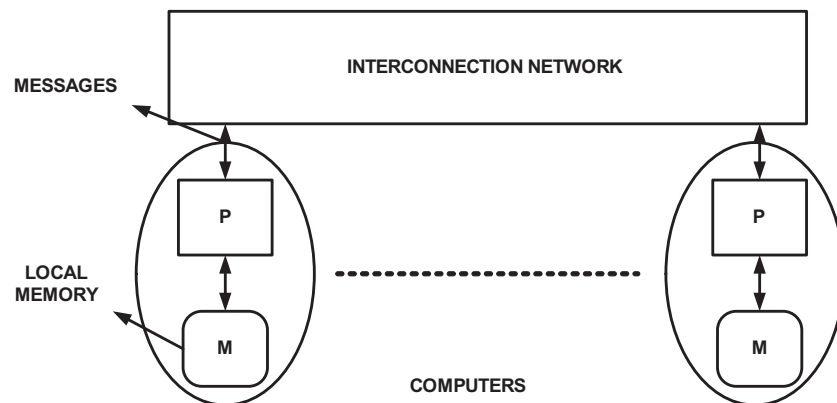 INTERCONNECTION NETWORK
MESSAGES
P
P
LOCAL
MEMORY
M
M
COMPUTERS